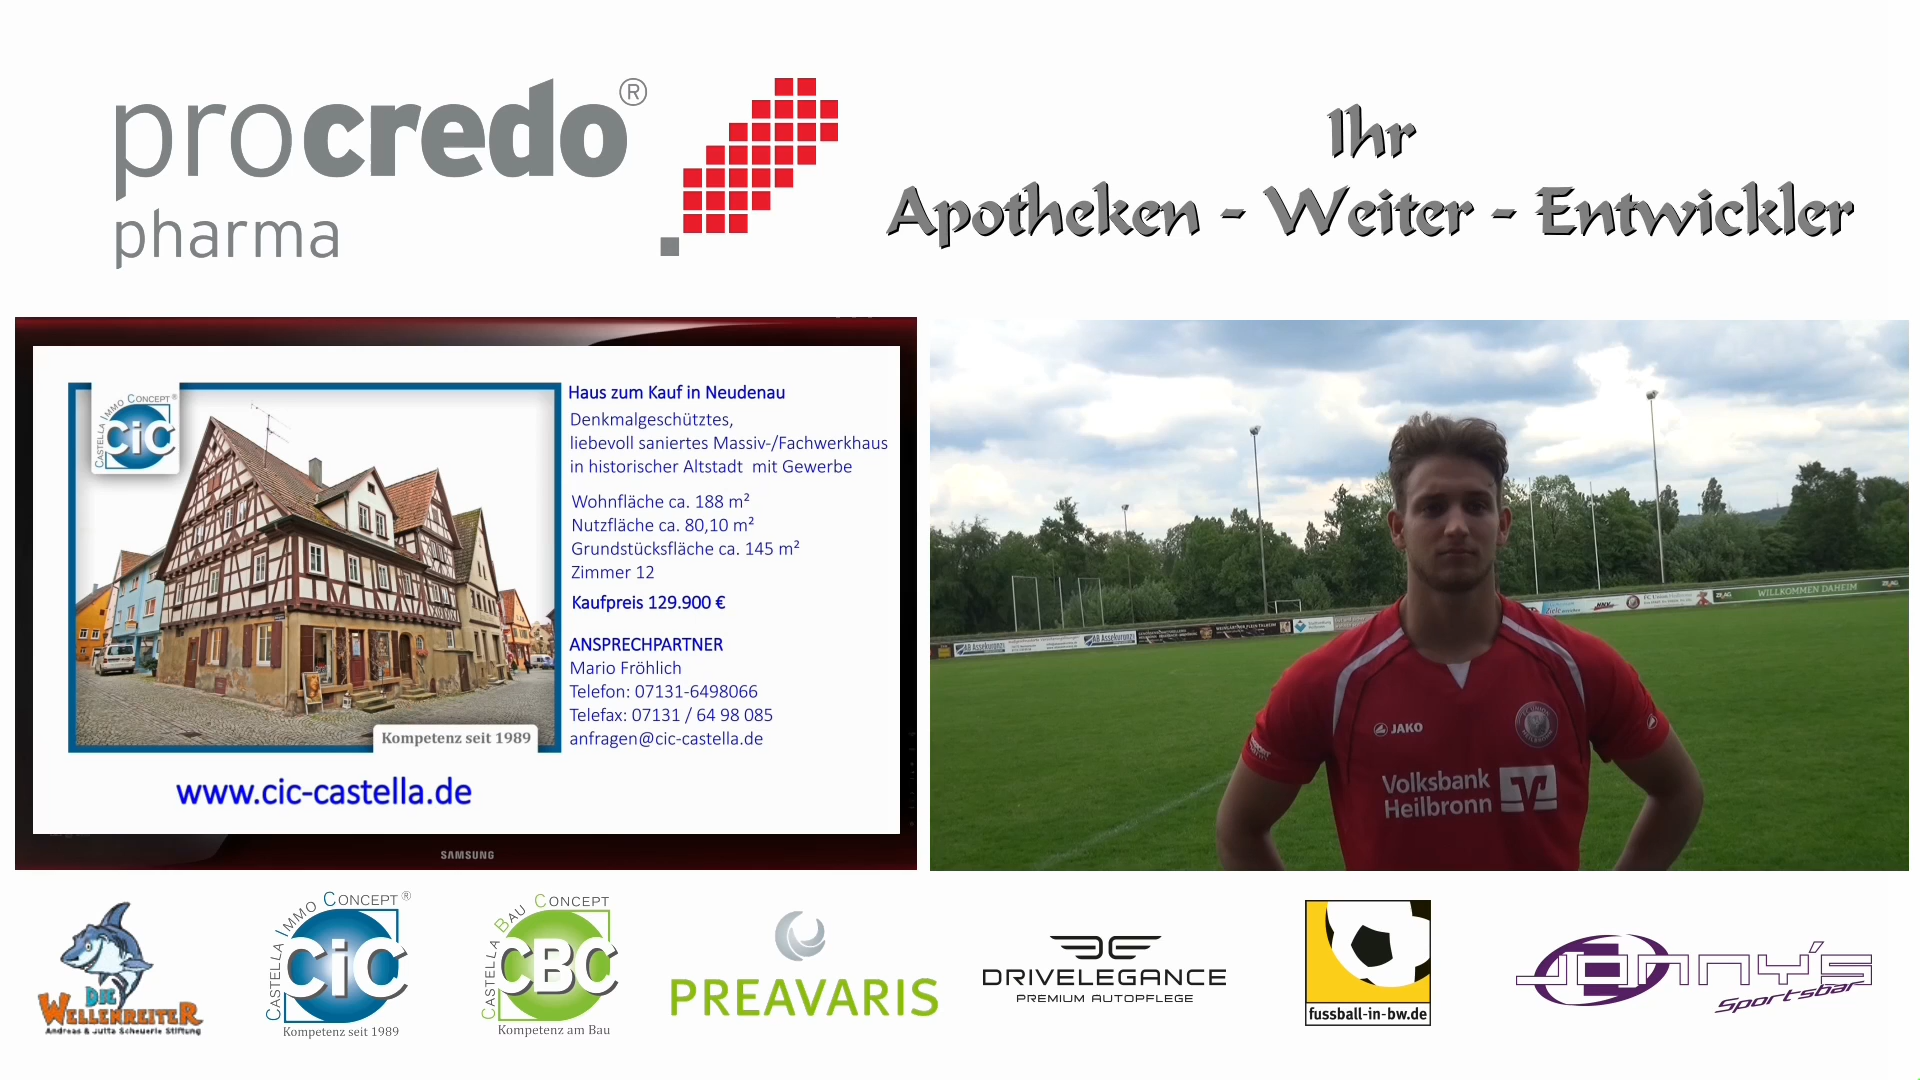 procredo®
pharma
Ihr
Apotheken - Weiter - Entwickler
CASTELLA IMMO CONCEPT®
CiC
Kompetenz seit 1989
www.cic-castella.de
Haus zum Kauf in Neudenau
Denkmalgeschütztes,
liebevoll saniertes Massiv-/Fachwerkhaus
in historischer Altstadt mit Gewerbe
Wohnfläche ca. 188 m²
Nutzfläche ca. 80,10 m²
Grundstücksfläche ca. 145 m²
Zimmer 12
Kaufpreis 129.900 €
ANSPRECHPARTNER
Mario Fröhlich
Telefon: 07131-6498066
Telefax: 07131 / 64 98 085
anfragen@cic-castella.de
SAMSUNG
AB Assekuranz
AB Assekuranz
WILLKOMMEN DAHEIM
ZEAG
JAKO
Volksbank
Heilbronn
DIE
WELLENREITER
Andreas & Jutta Scheuerle Stiftung
CASTELLA IMMO CONCEPT®
CiC
Kompetenz seit 1989
CASTELLA BAU CONCEPT
CBC
Kompetenz am Bau
PREAVARIS
DRIVELEGANCE
PREMIUM AUTOPFLEGE
fussball-in-bw.de
JONNY'S
Sportsbar